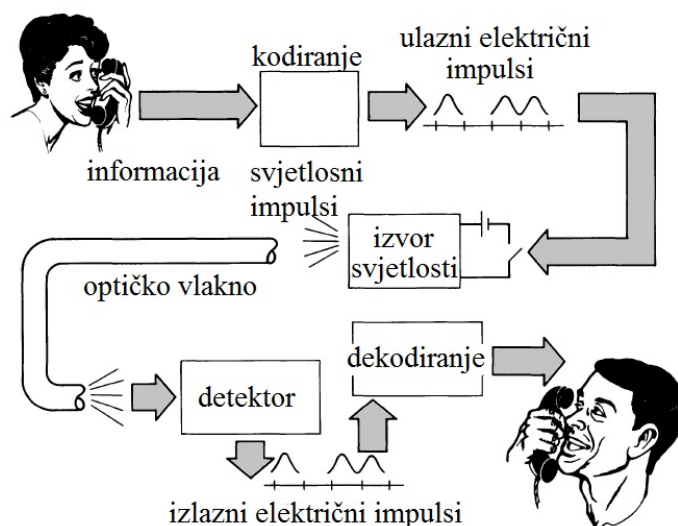 kodiranje
ulazni električni
impulsi
informacija
svjetlosni
impulsi
izvor
svjetlosti
optičko vlakno
detektor
dekodiranje
izlazni električni impulsi